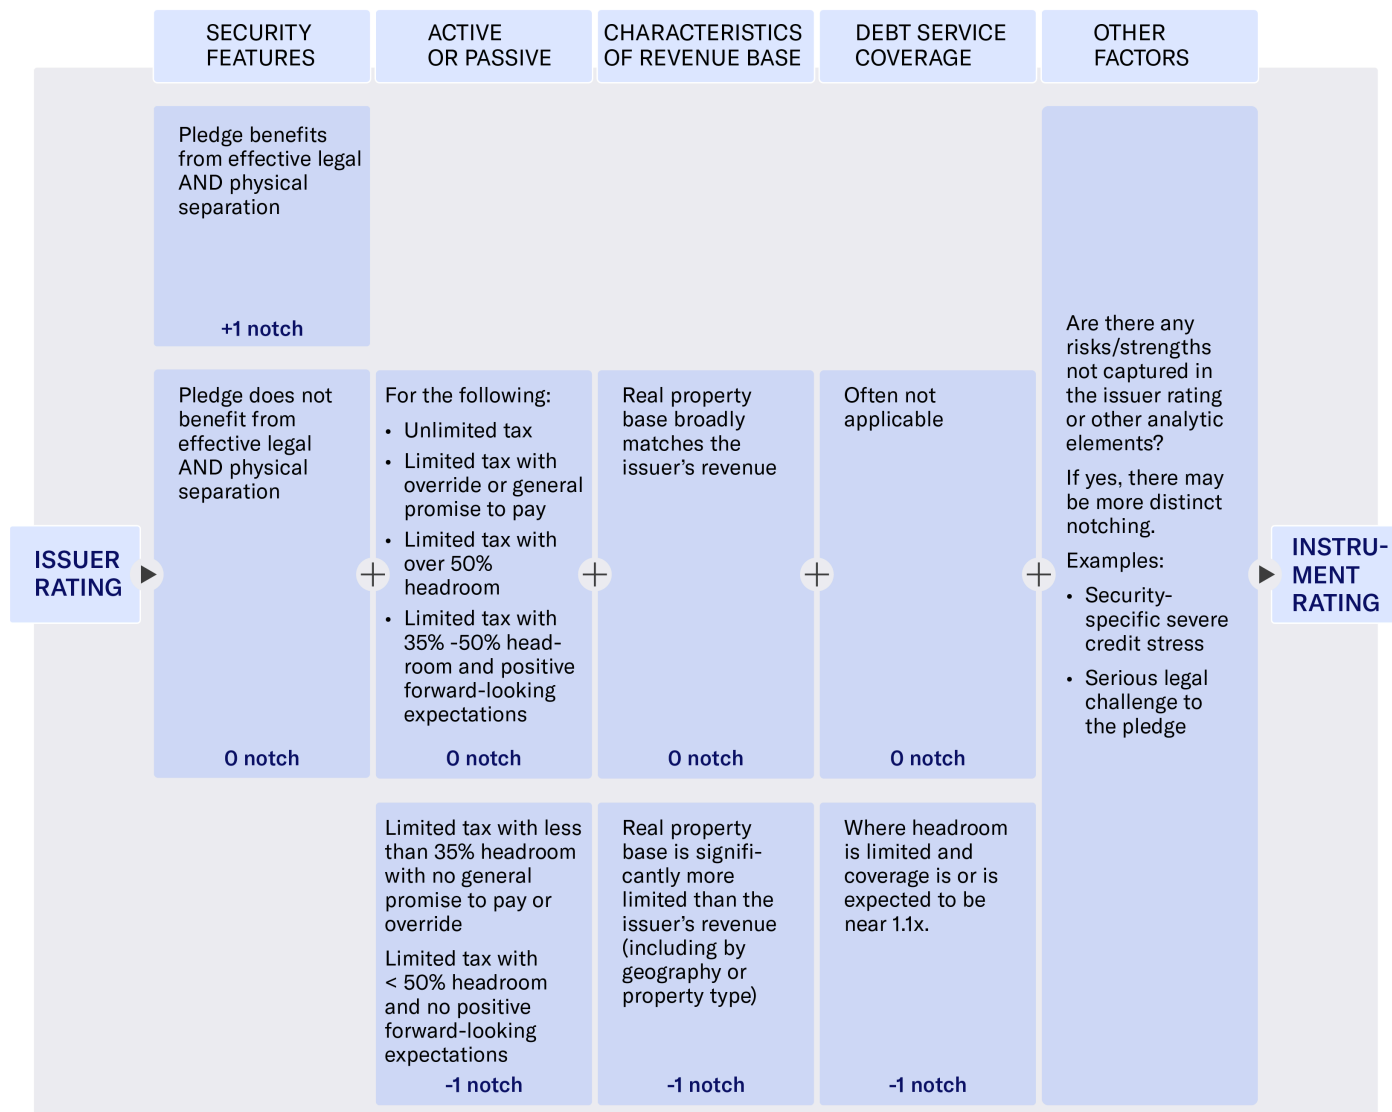 SECURITY
FEATURES
ACTIVE
OR PASSIVE
CHARACTERISTICS
OF REVENUE BASE
DEBT SERVICE
COVERAGE
OTHER
FACTORS
ISSUER
RATING
Pledge benefits
from effective legal
AND physical
separation
+1 notch
Pledge does not
benefit from
effective legal
AND physical
separation
0 notch
For the following:
• Unlimited tax
• Limited tax with
override or general
promise to pay
• Limited tax with
over 50%
headroom
• Limited tax with
35% -50% head-
room and positive
forward-looking
expectations
0 notch
Limited tax with less
than 35% headroom
with no general
promise to pay or
override
Limited tax with
< 50% headroom
and no positive
forward-looking
expectations
-1 notch
Real property
base broadly
matches the
issuer's revenue
0 notch
Real property
base is signifi-
cantly more
limited than the
issuer's revenue
(including by
geography or
property type)
-1 notch
Often not
applicable
0 notch
Where headroom
is limited and
coverage is or is
expected to be
near 1.1x.
-1 notch
Are there any
risks/strengths
not captured in
the issuer rating
or other analytic
elements?
If yes, there may
be more distinct
notching.
Examples:
• Security-
specific severe
credit stress
• Serious legal
challenge to
the pledge
INSTRU-
MENT
RATING